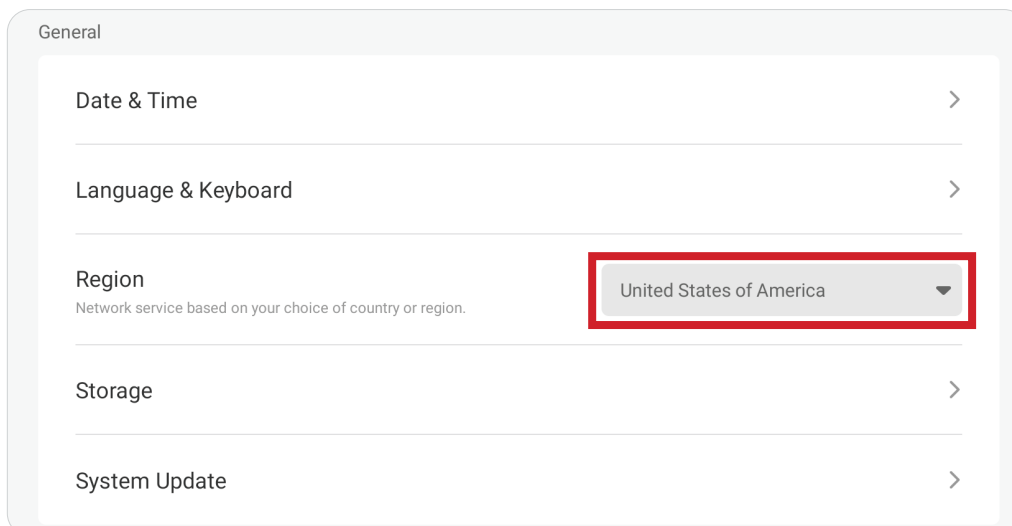 General
Date & Time
Language & Keyboard
Region
United States of America
Network service based on your choice of country or region.
Storage
System Update